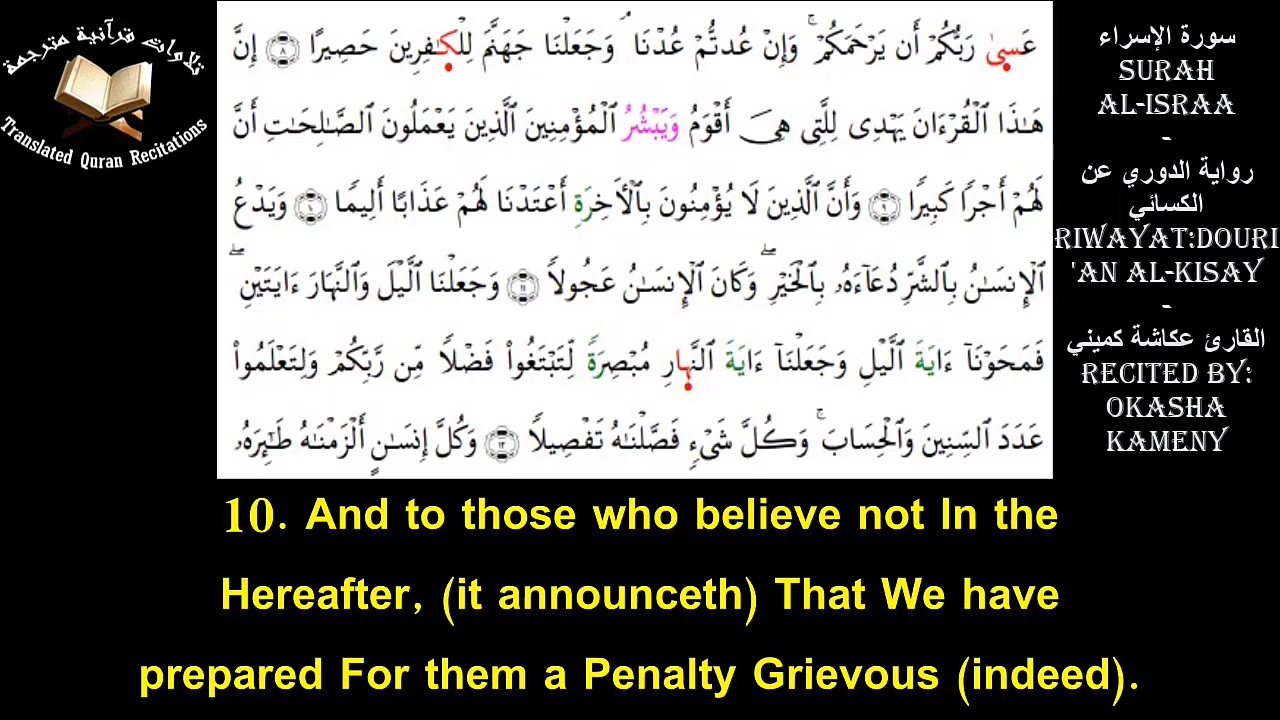 تلاوات قرآنية مترجمة
Translated Quran Recitations
عَسىٰ رَبُّكُمْ أَن يَرْحَمَكُمْ ۚ وَإِنْ عُدتُّمْ عُدْنَا ۘ وَجَعَلْنَا جَهَنَّمَ لِلْكَـٰفِرِينَ حَصِيرًا ٨ إِنَّ
هَـٰذَا ٱلْقُرْءَانَ يَهْدِى لِلَّتِى هِىَ أَقْوَمُ وَيَبْشُرُ ٱلْمُؤْمِنِينَ ٱلَّذِينَ يَعْمَلُونَ ٱلصَّـٰلِحَـٰتِ أَنَّ
لَهُمْ أَجْرًا كَبِيرًا ٩ وَأَنَّ ٱلَّذِينَ لَا يُؤْمِنُونَ بِٱلْـَٔاخِرَةِ أَعْتَدْنَا لَهُمْ عَذَابًا أَلِيمًا ١٠ وَيَدْعُ
ٱلْإِنسَـٰنُ بِٱلشَّرِّ دُعَآءَهُۥ بِٱلْخَيْرِ ۖ وَكَانَ ٱلْإِنسَـٰنُ عَجُولاً ١١ وَجَعَلْنَا ٱلَّيْلَ وَٱلنَّهَارَ ءَايَتَيْنِ ۖ
فَمَحَوْنَآ ءَايَةَ ٱلَّيْلِ وَجَعَلْنَآ ءَايَةَ ٱلنَّهارِ مُبْصِرَةً لِّتَبْتَغُوا۟ فَضْلاً مِّن رَّبِّكُمْ وَلِتَعْلَمُوا۟
عَدَدَ ٱلسِّنِينَ وَٱلْحِسَابَ ۚ وَكُلَّ شَىْءٍ فَصَّلْنَـٰهُ تَفْصِيلاً ١٢ وَكُلَّ إِنسَـٰنٍ أَلْزَمْنَـٰهُ طَـٰٓئِرَهُۥ
سورة الإسراء
SURAH
AL-ISRAA
-
رواية الدوري عن
الكسائي
RIWAYAT:DOURI
'AN AL-KISAY
-
القارئ عكاشة كميني
RECITED BY:
OKASHA
KAMENY
10. And to those who believe not In the
Hereafter, (it announceth) That We have
prepared For them a Penalty Grievous (indeed).